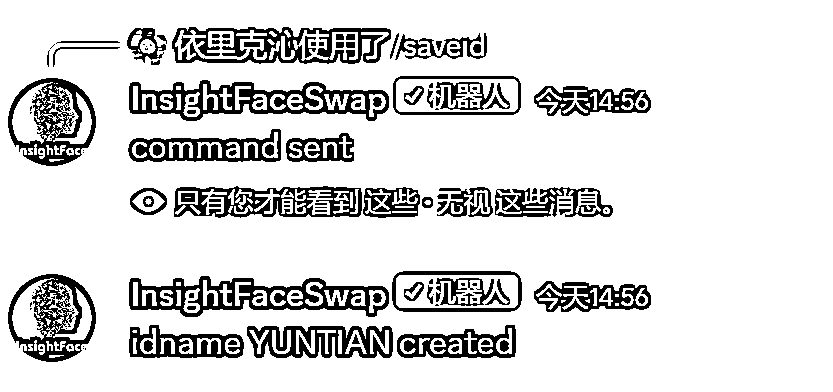 依里克沁使用了/saveid
InsightFaceSwap ✓机器人 今天14:56
InsightFace
command sent
只有您才能看到 这些 · 无视 这些消息。
InsightFaceSwap ✓机器人 今天14:56
InsightFace
idname YUNTIAN created